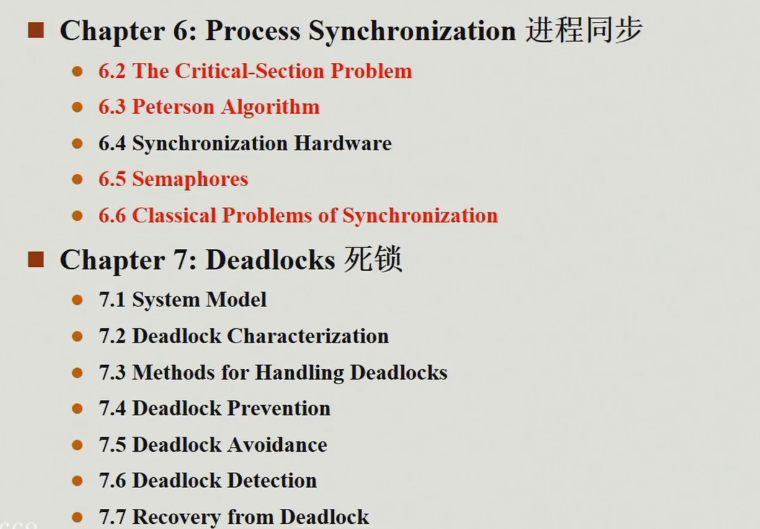 Chapter 6: Process Synchronization 进程同步
6.2 The Critical-Section Problem
6.3 Peterson Algorithm
6.4 Synchronization Hardware
6.5 Semaphores
6.6 Classical Problems of Synchronization
Chapter 7: Deadlocks 死锁
7.1 System Model
7.2 Deadlock Characterization
7.3 Methods for Handling Deadlocks
7.4 Deadlock Prevention
7.5 Deadlock Avoidance
7.6 Deadlock Detection
7.7 Recovery from Deadlock